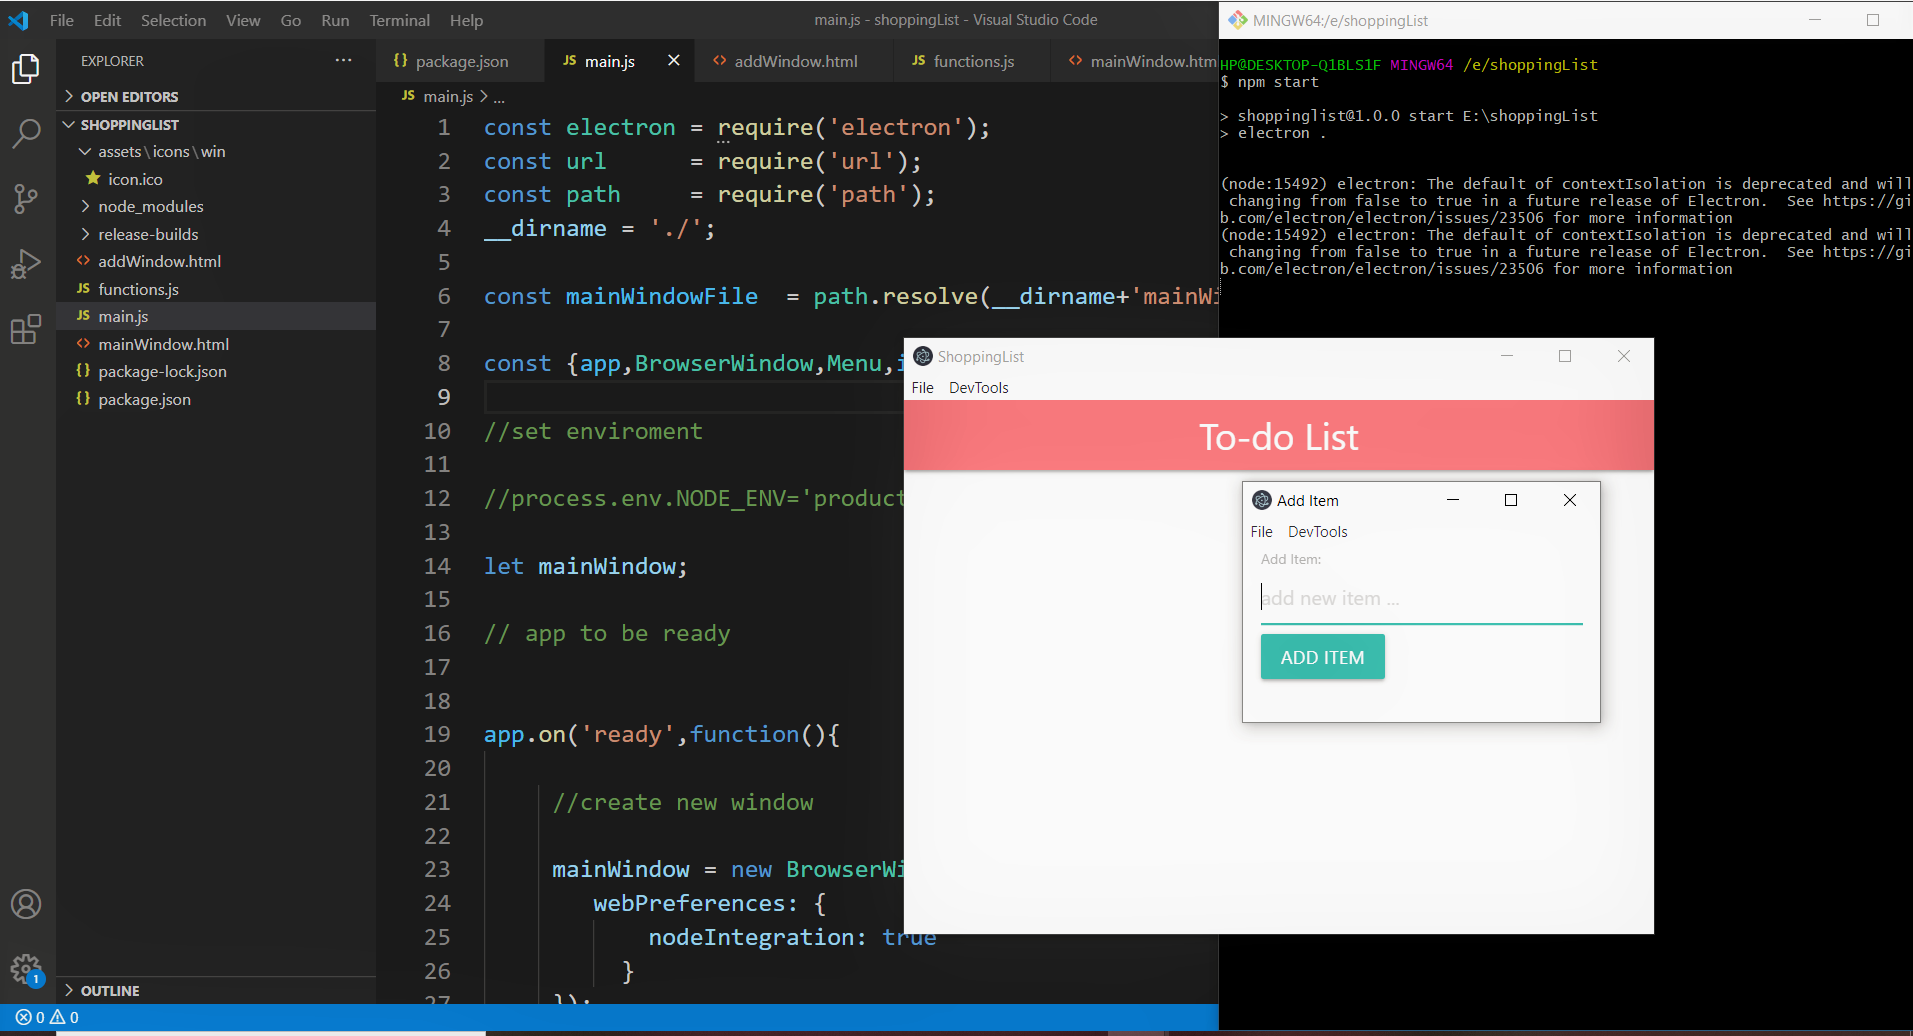 File Edit Selection View Go Run Terminal Help
main.js - shoppingList - Visual Studio Code
EXPLORER
OPEN EDITORS
SHOPPINGLIST
assets\icons\win
icon.ico
node_modules
release-builds
addWindow.html
functions.js
main.js
mainWindow.html
package-lock.json
package.json
OUTLINE
0 0
1
package.json
main.js
addWindow.html
functions.js
mainWindow.htm
main.js > ...
1 const electron = require('electron');
2 const url      = require('url');
3 const path     = require('path');
4 __dirname = './';
5
6 const mainWindowFile  = path.resolve(__dirname+'mainWi
7
8 const {app,BrowserWindow,Menu,i
9
10 //set enviroment
11
12 //process.env.NODE_ENV='product
13
14 let mainWindow;
15
16 // app to be ready
17
18
19 app.on('ready',function(){
20
21 //create new window
22
23 mainWindow = new BrowserWi
24 webPreferences: {
25 nodeIntegration: true
26 }
27 });
MINGW64:/e/shoppingList
HP@DESKTOP-Q1BLS1F MINGW64 /e/shoppingList
$ npm start
> shoppinglist@1.0.0 start E:\shoppingList
> electron .
(node:15492) electron: The default of contextIsolation is deprecated and will
changing from false to true in a future release of Electron.  See https://gi
b.com/electron/electron/issues/23506 for more information
(node:15492) electron: The default of contextIsolation is deprecated and will
changing from false to true in a future release of Electron.  See https://gi
b.com/electron/electron/issues/23506 for more information
ShoppingList
File DevTools
To-do List
Add Item
File DevTools
Add Item:
add new item ...
ADD ITEM